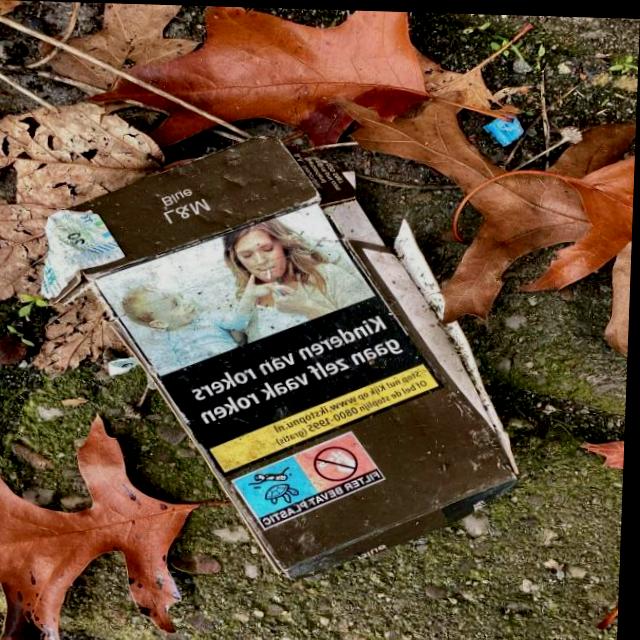 L&M
Blue
Kinderen van rokers
gaan zelf vaak roken
Stop nu! Kijk op www.ikstopnu.nl
of bel de stoplijn 0800-1995 (gratis)
FILTER BEVAT PLASTIC